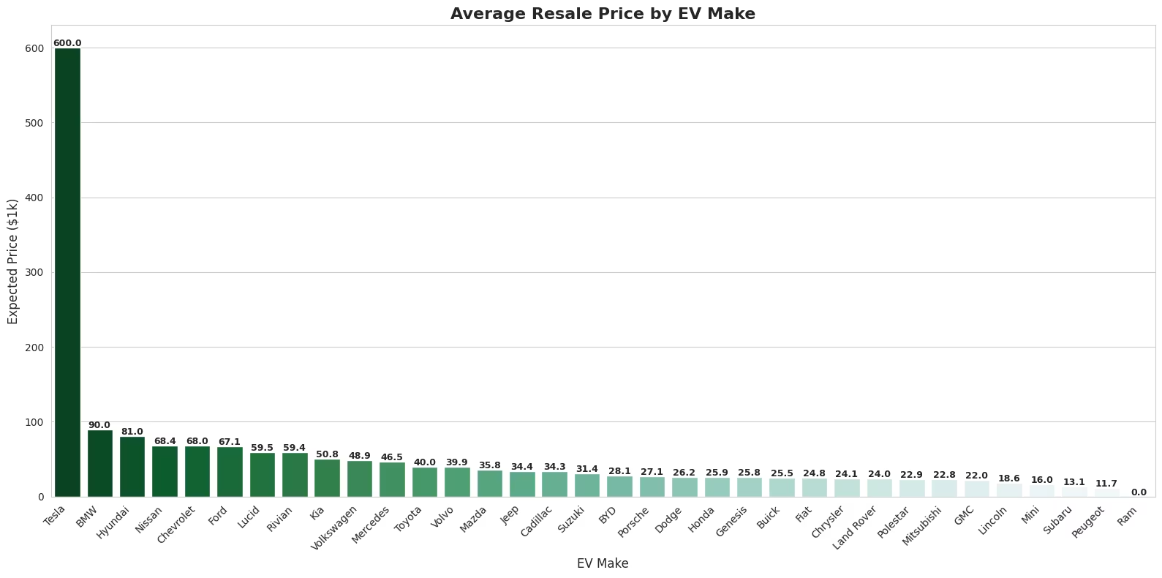 Average Resale Price by EV Make
Expected Price ($1k)
600
500
400
300
200
100
0
600.0
90.0
81.0
68.4
68.0
67.1
59.5
59.4
50.8
48.9
46.5
40.0
39.9
35.8
34.4
34.3
31.4
28.1
27.1
26.2
25.9
25.8
25.5
24.8
24.1
24.0
22.9
22.8
22.0
18.6
16.0
13.1
11.7
0.0
Tesla
BMW
Hyundai
Nissan
Chevrolet
Ford
Lucid
Rivian
Kia
Volkswagen
Mercedes
Toyota
Volvo
Mazda
Jeep
Cadillac
Suzuki
BYD
Porsche
Dodge
Honda
Genesis
Buick
Fiat
Chrysler
Land Rover
Polestar
Mitsubishi
GMC
Lincoln
Mini
Subaru
Peugeot
Ram
EV Make